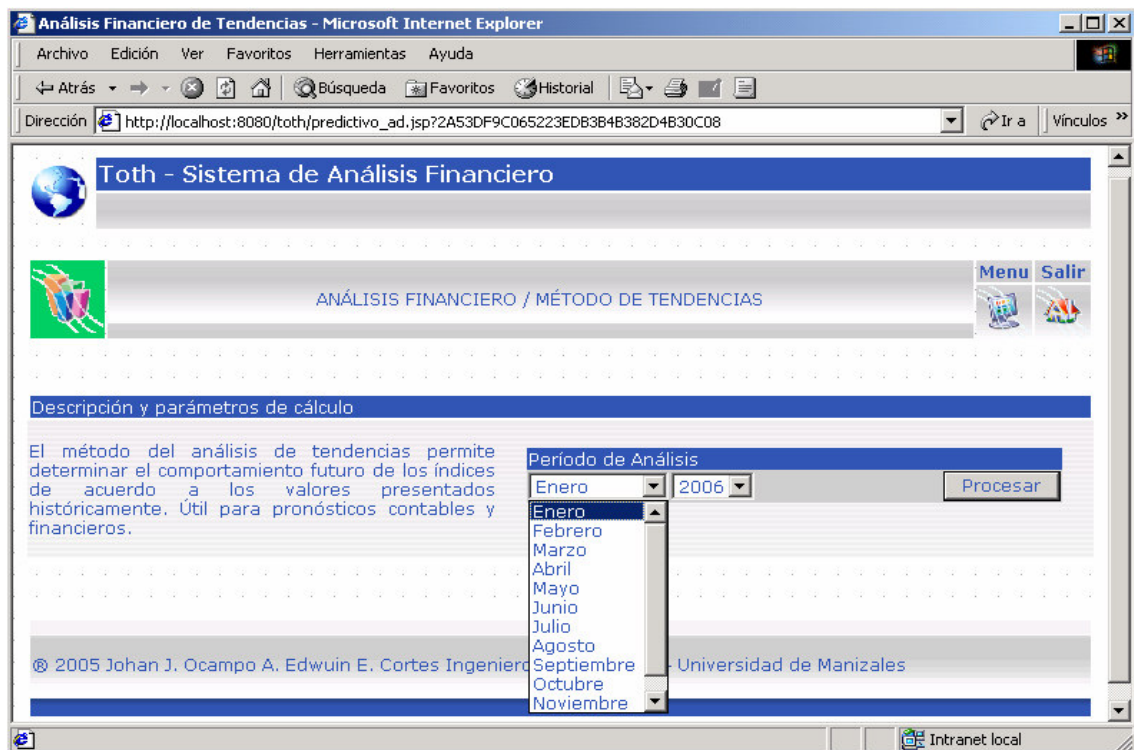 Análisis Financiero de Tendencias - Microsoft Internet Explorer
Archivo Edición Ver Favoritos Herramientas Ayuda
Atrás Búsqueda Favoritos Historial
Dirección http://localhost:8080/toth/predictivo_ad.jsp?2A53DF9C065223EDB3B4B382D4B30C08 Ir a Vínculos »
Toth - Sistema de Análisis Financiero
Menu Salir
ANÁLISIS FINANCIERO / MÉTODO DE TENDENCIAS
Descripción y parámetros de cálculo
El método del análisis de tendencias permite
determinar el comportamiento futuro de los índices
de acuerdo a los valores presentados
históricamente. Útil para pronósticos contables y
financieros.
Período de Análisis
Enero 2006 Procesar
Enero
Febrero
Marzo
Abril
Mayo
Junio
Julio
Agosto
Septiembre
Octubre
Noviembre
® 2005 Johan J. Ocampo A. Edwuin E. Cortes - Universidad de Manizales
Intranet local